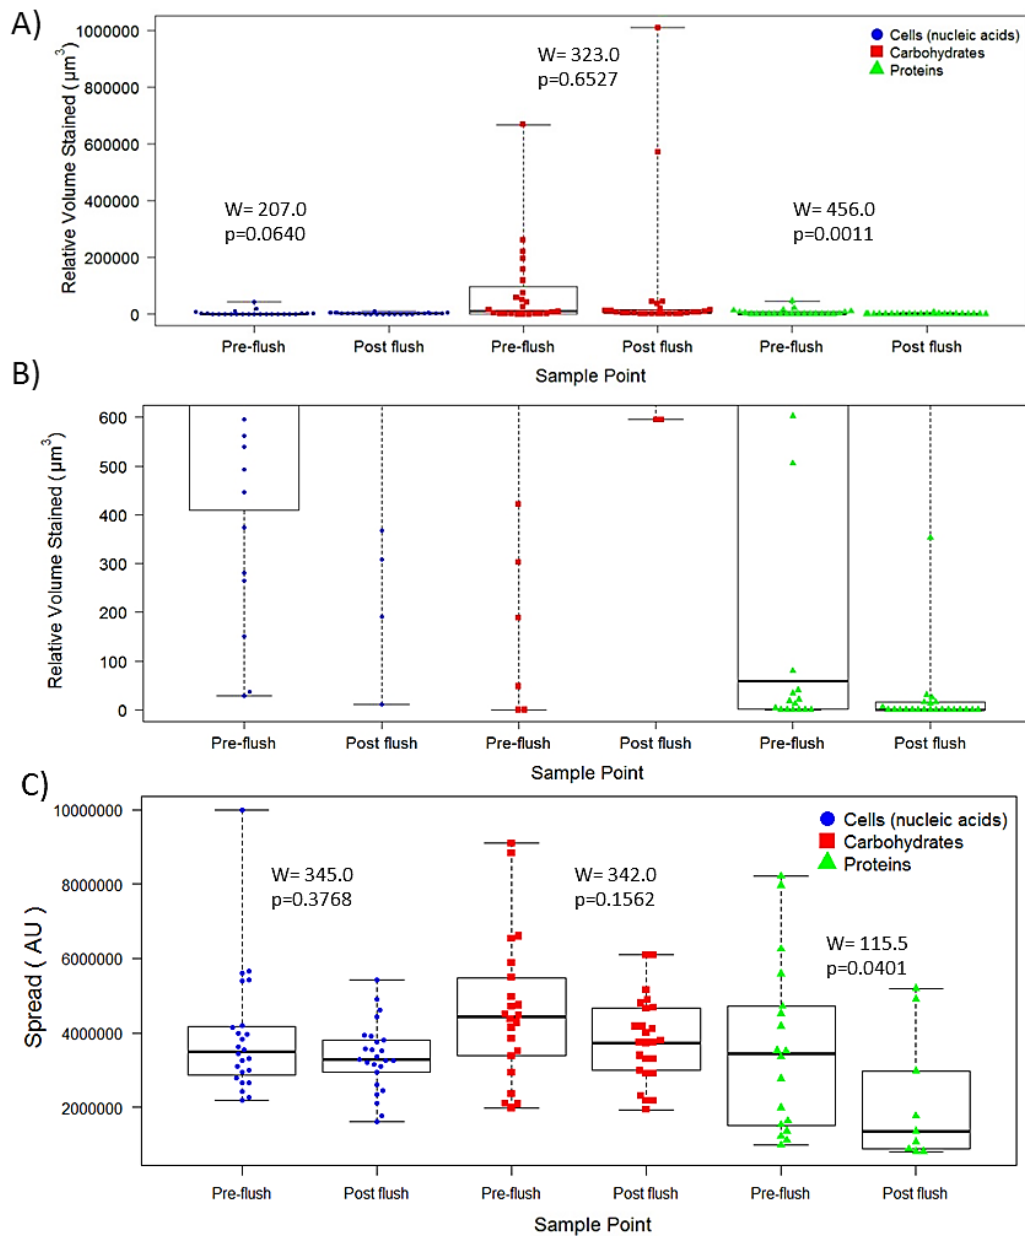 A)
Relative Volume Stained (µm³)
1000000
800000
600000
400000
200000
0
W= 323.0
p=0.6527
Cells (nucleic acids)
Carbohydrates
Proteins
W= 207.0
p=0.0640
W= 456.0
p=0.0011
Pre-flush Post flush Pre-flush Post flush Pre-flush Post flush
Sample Point
B)
Relative Volume Stained (µm³)
600
500
400
300
200
100
0
Pre-flush Post flush Pre-flush Post flush Pre-flush Post flush
Sample Point
C)
Spread ( AU )
10000000
8000000
6000000
4000000
2000000
Cells (nucleic acids)
Carbohydrates
Proteins
W= 345.0
p=0.3768
W= 342.0
p=0.1562
W= 115.5
p=0.0401
Pre-flush Post flush Pre-flush Post flush Pre-flush Post flush
Sample Point